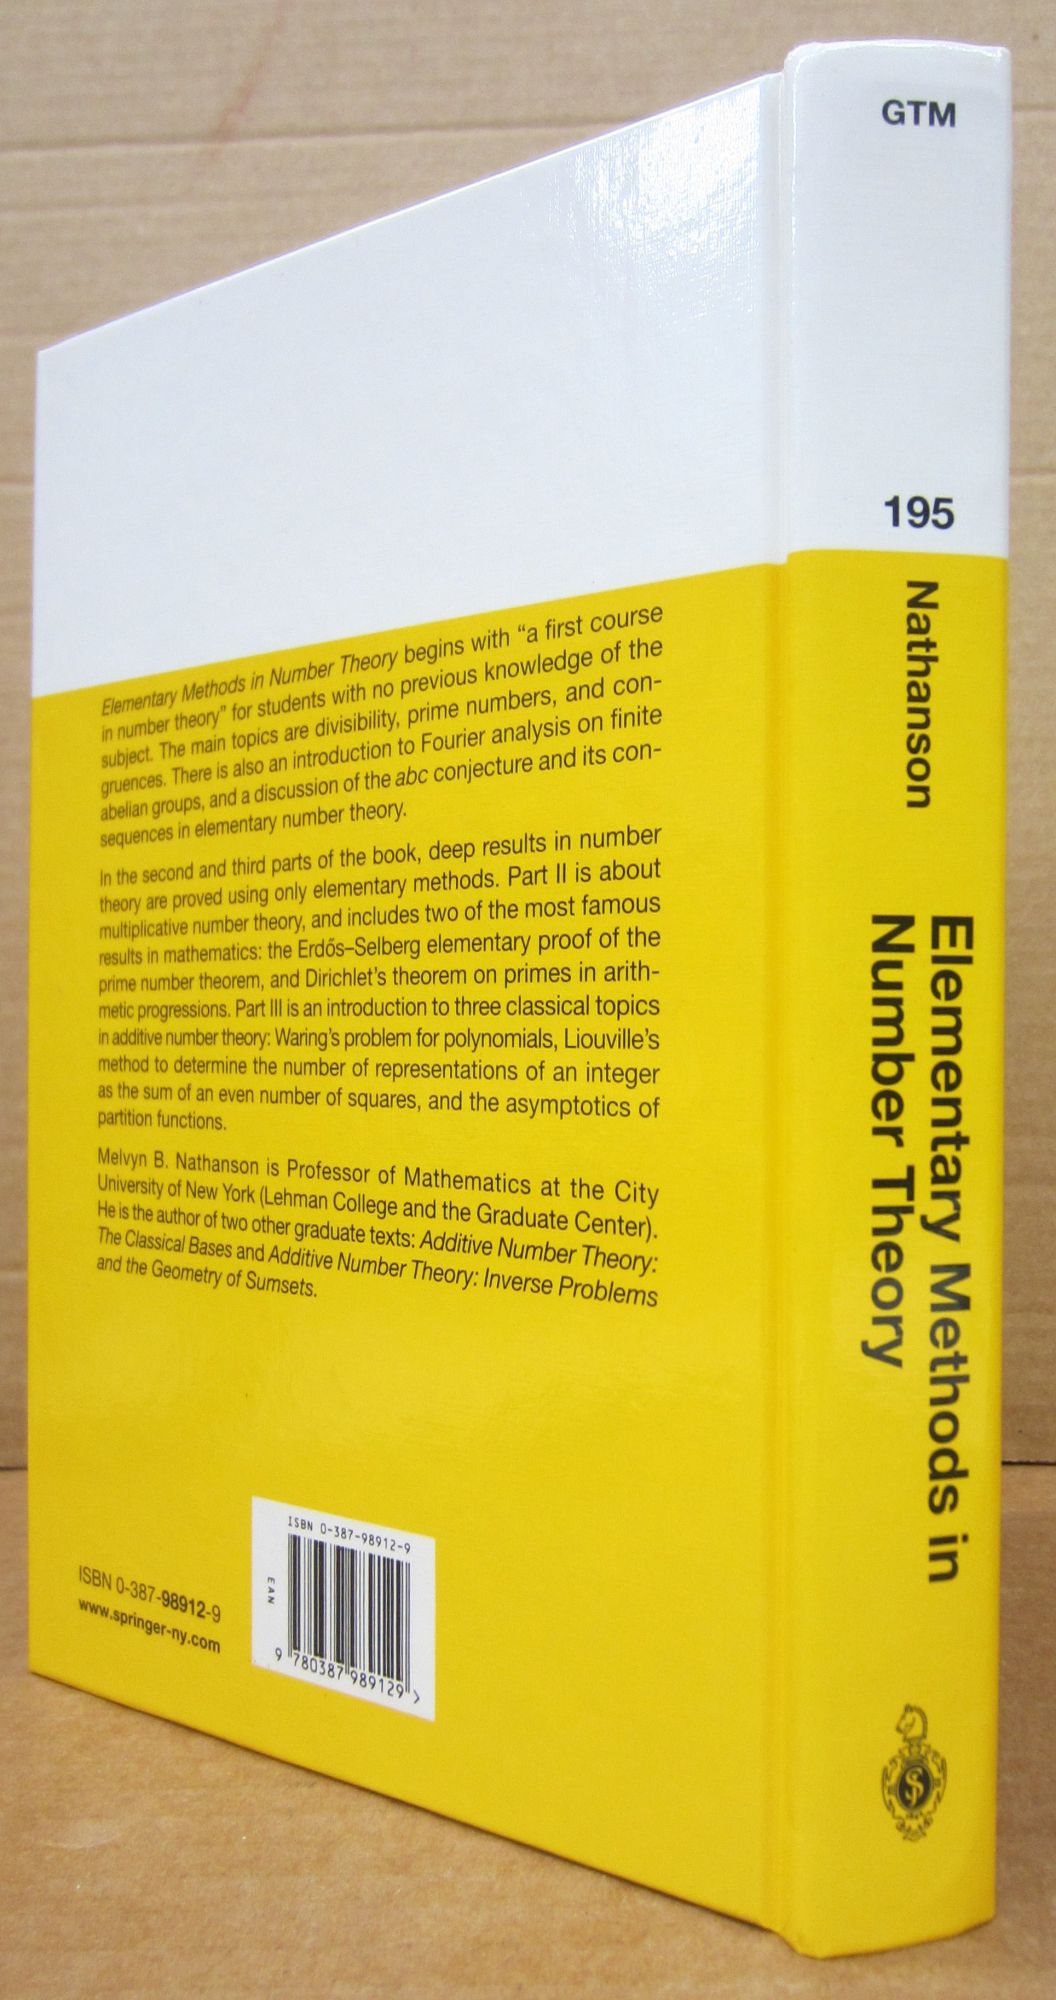 GTM
195
Nathanson
Elementary Methods in
Number Theory
Elementary Methods in Number Theory begins with “a first course
in number theory” for students with no previous knowledge of the
subject. The main topics are divisibility, prime numbers, and con-
gruences. There is also an introduction to Fourier analysis on finite
abelian groups, and a discussion of the abc conjecture and its con-
sequences in elementary number theory.
In the second and third parts of the book, deep results in number
theory are proved using only elementary methods. Part II is about
multiplicative number theory, and includes two of the most famous
results in mathematics: the Erdős–Selberg elementary proof of the
prime number theorem, and Dirichlet’s theorem on primes in arith-
metic progressions. Part III is an introduction to three classical topics
in additive number theory: Waring’s problem for polynomials, Liouville’s
method to determine the number of representations of an integer
as the sum of an even number of squares, and the asymptotics of
partition functions.
Melvyn B. Nathanson is Professor of Mathematics at the City
University of New York (Lehman College and the Graduate Center).
He is the author of two other graduate texts: Additive Number Theory:
The Classical Bases and Additive Number Theory: Inverse Problems
and the Geometry of Sumsets.
ISBN 0-387-98912-9
www.springer-ny.com
ISBN 0-387-98912-9
EAN
9 780387 989129 >